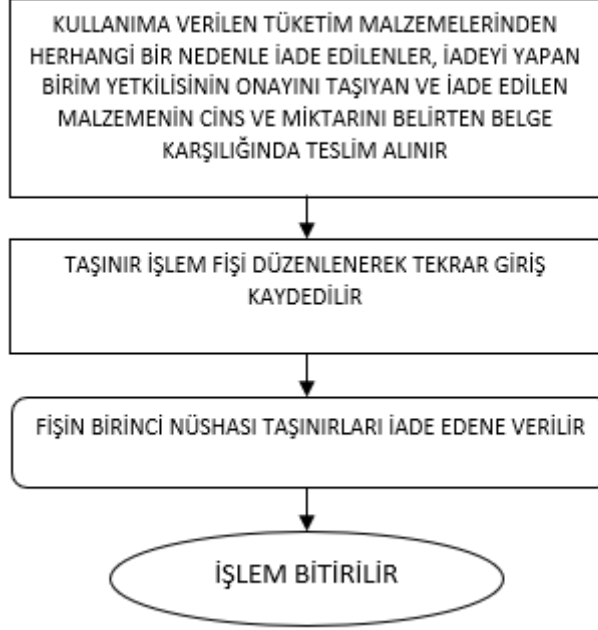 KULLANIMA VERİLEN TÜKETİM MALZEMELERİNDEN
HERHANGİ BİR NEDENLE İADE EDİLENLER, İADEYİ YAPAN
BİRİM YETKİLİSİNİN ONAYINI TAŞIYAN VE İADE EDİLEN
MALZEMENİN CİNS VE MİKTARINI BELİRTEN BELGE
KARŞILIĞINDA TESLİM ALINIR
TAŞINIR İŞLEM FİŞİ DÜZENLENEREK TEKRAR GİRİŞ
KAYDEDİLİR
FİŞİN BİRİNCİ NÜSHASI TAŞINIRLARI İADE EDENE VERİLİR
İŞLEM BİTİRİLİR